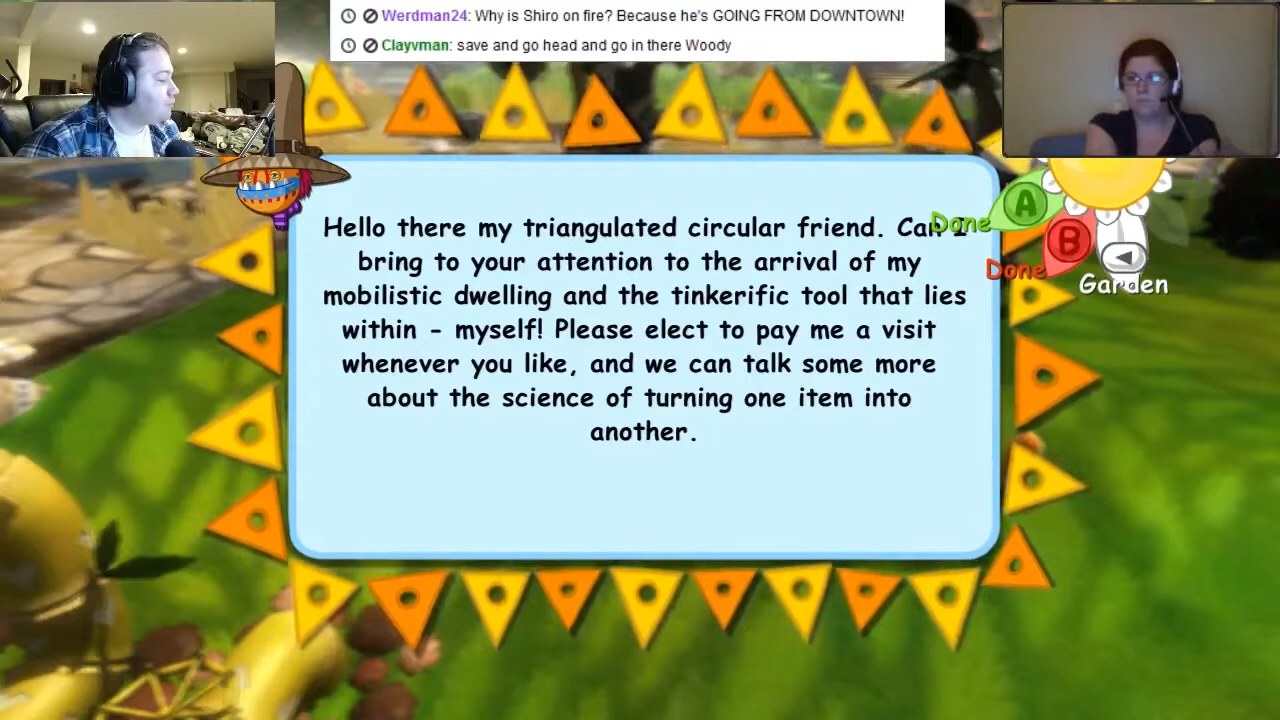 Werdman24: Why is Shiro on fire? Because he's GOING FROM DOWNTOWN!
Clayvman: save and go head and go in there Woody
Hello there my triangulated circular friend. Can I
bring to your attention to the arrival of my
mobilistic dwelling and the tinkerific tool that lies
within - myself! Please elect to pay me a visit
whenever you like, and we can talk some more
about the science of turning one item into
another.
Done A
B
Done
Garden